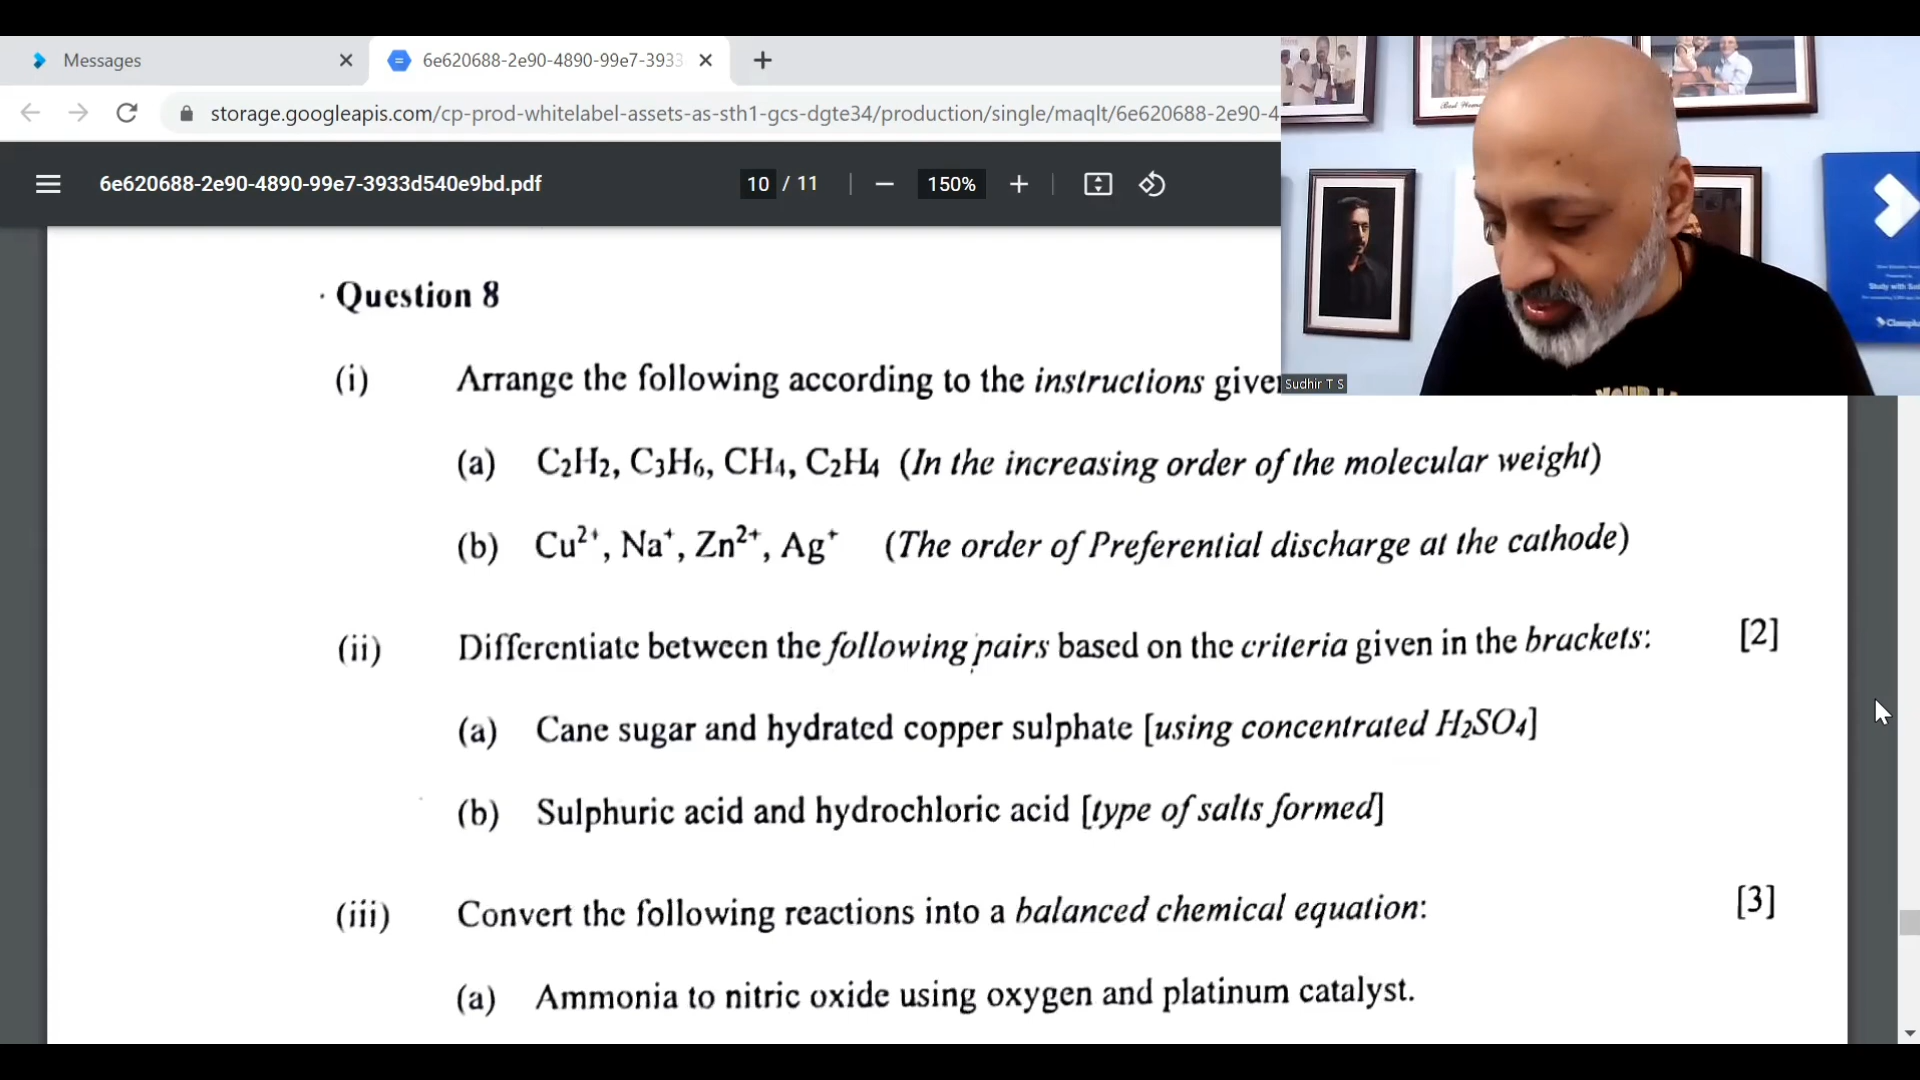 Messages
6e620688-2e90-4890-99e7-3933
storage.googleapis.com/cp-prod-whitelabel-assets-as-sth1-gcs-dgte34/production/single/maqlt/6e620688-2e90-4
6e620688-2e90-4890-99e7-3933d540e9bd.pdf
10 / 11
150%
Sudhir T S
Question 8
(i) Arrange the following according to the instructions give
(a) C₂H₂, C₃H₆, CH₄, C₂H₄ (In the increasing order of the molecular weight)
(b) Cu²⁺, Na⁺, Zn²⁺, Ag⁺ (The order of Preferential discharge at the cathode)
(ii) Differentiate between the following pairs based on the criteria given in the brackets: [2]
(a) Cane sugar and hydrated copper sulphate [using concentrated H₂SO₄]
(b) Sulphuric acid and hydrochloric acid [type of salts formed]
(iii) Convert the following reactions into a balanced chemical equation: [3]
(a) Ammonia to nitric oxide using oxygen and platinum catalyst.